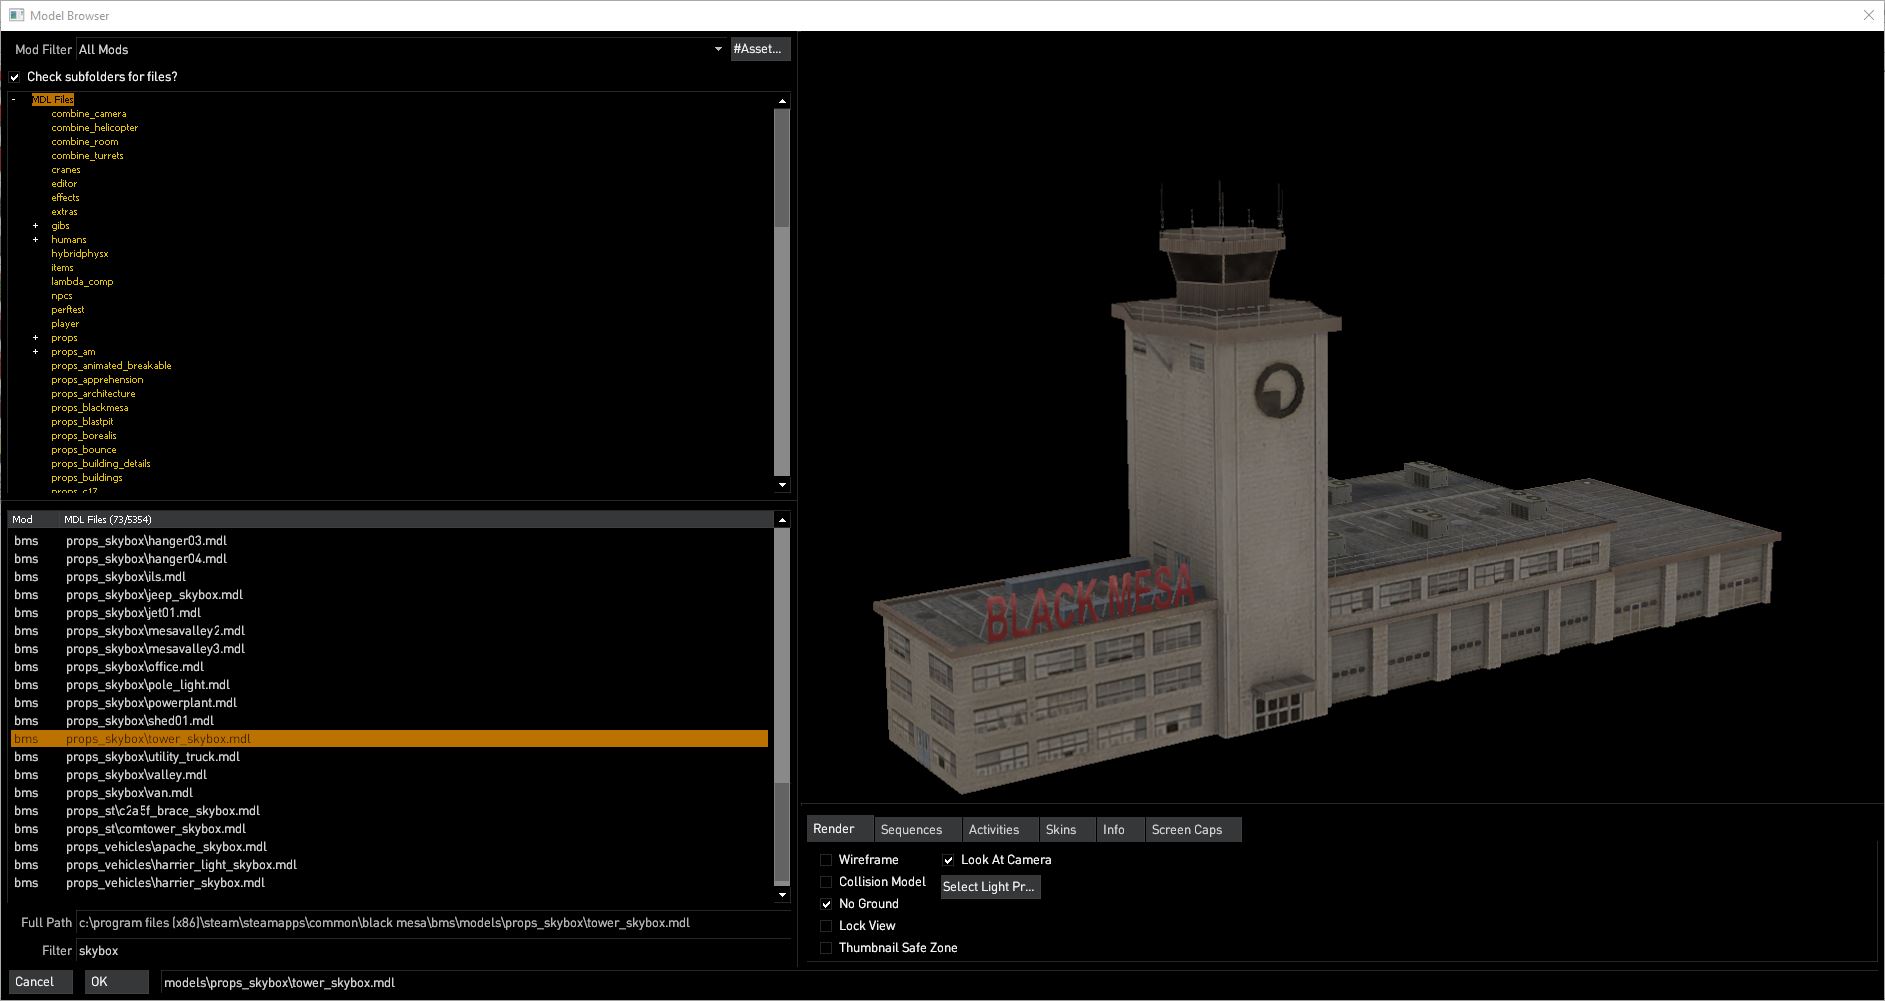 Model Browser
Mod Filter All Mods #Asset...
Check subfolders for files?
MDL Files
combine_camera
combine_helicopter
combine_room
combine_turrets
cranes
editor
effects
extras
gibs
humans
hybridphysx
items
lambda_comp
npcs
perftest
player
props
props_am
props_animated_breakable
props_apprehension
props_architecture
props_blackmesa
props_blastpit
props_borealis
props_bounce
props_building_details
props_buildings
props_c17
Mod MDL Files (73/5354)
bms props_skybox\hanger03.mdl
bms props_skybox\hanger04.mdl
bms props_skybox\ils.mdl
bms props_skybox\jeep_skybox.mdl
bms props_skybox\jet01.mdl
bms props_skybox\mesavalley2.mdl
bms props_skybox\mesavalley3.mdl
bms props_skybox\office.mdl
bms props_skybox\pole_light.mdl
bms props_skybox\powerplant.mdl
bms props_skybox\shed01.mdl
bms props_skybox\tower_skybox.mdl
bms props_skybox\utility_truck.mdl
bms props_skybox\valley.mdl
bms props_skybox\van.mdl
bms props_st\c2a5f_brace_skybox.mdl
bms props_st\comtower_skybox.mdl
bms props_vehicles\apache_skybox.mdl
bms props_vehicles\harrier_light_skybox.mdl
bms props_vehicles\harrier_skybox.mdl
Full Path c:\program files (x86)\steam\steamapps\common\black mesa\bms\models\props_skybox\tower_skybox.mdl
Filter skybox
Cancel OK models\props_skybox\tower_skybox.mdl
BLACK MESA
Render Sequences Activities Skins Info Screen Caps
Wireframe Look At Camera
Collision Model Select Light Pr...
No Ground
Lock View
Thumbnail Safe Zone